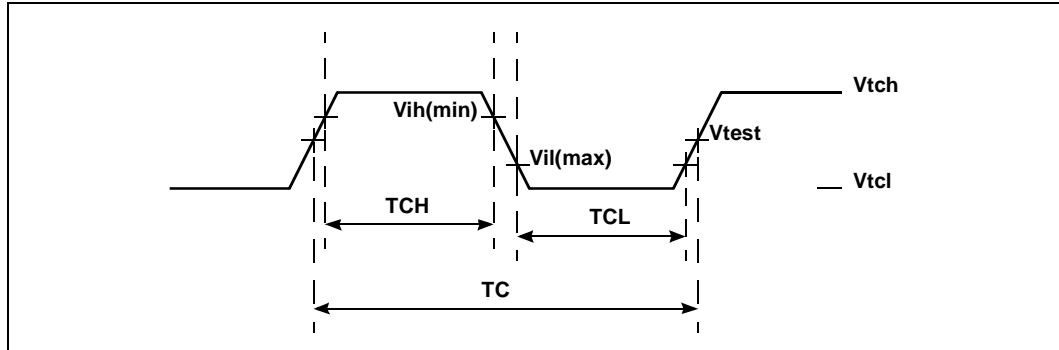 Vtch
Vih(min)
Vtest
Vil(max)
Vtcl
TCH
TCL
TC